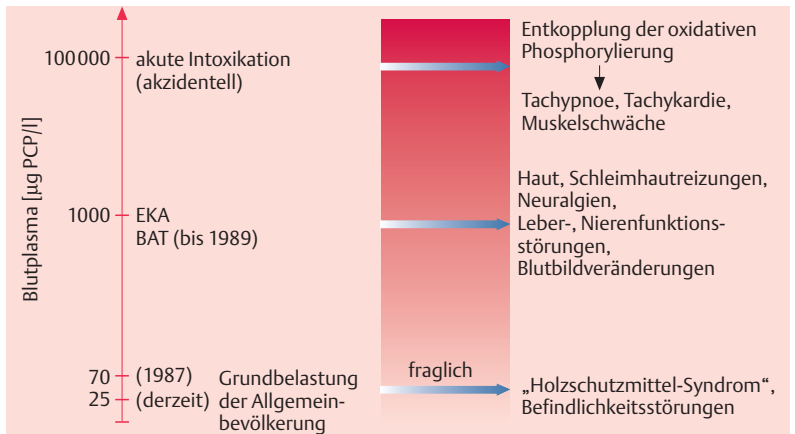 Blutplasma [µg PCP/l]
100 000
akute Intoxikation
(akzidentell)
Entkopplung der oxidativen
Phosphorylierung
Tachypnoe, Tachykardie,
Muskelschwäche
1000
EKA
BAT (bis 1989)
Haut, Schleimhautreizungen,
Neuralgien,
Leber-, Nierenfunktions-
störungen,
Blutbildveränderungen
70
(1987)
25
(derzeit)
Grundbelastung
der Allgemein-
bevölkerung
fraglich
„Holzschutzmittel-Syndrom“,
Befindlichkeitsstörungen